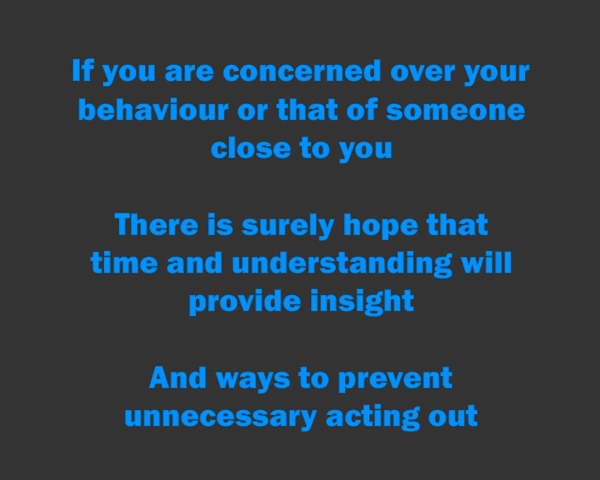 If you are concerned over your
behaviour or that of someone
close to you
There is surely hope that
time and understanding will
provide insight
And ways to prevent
unnecessary acting out